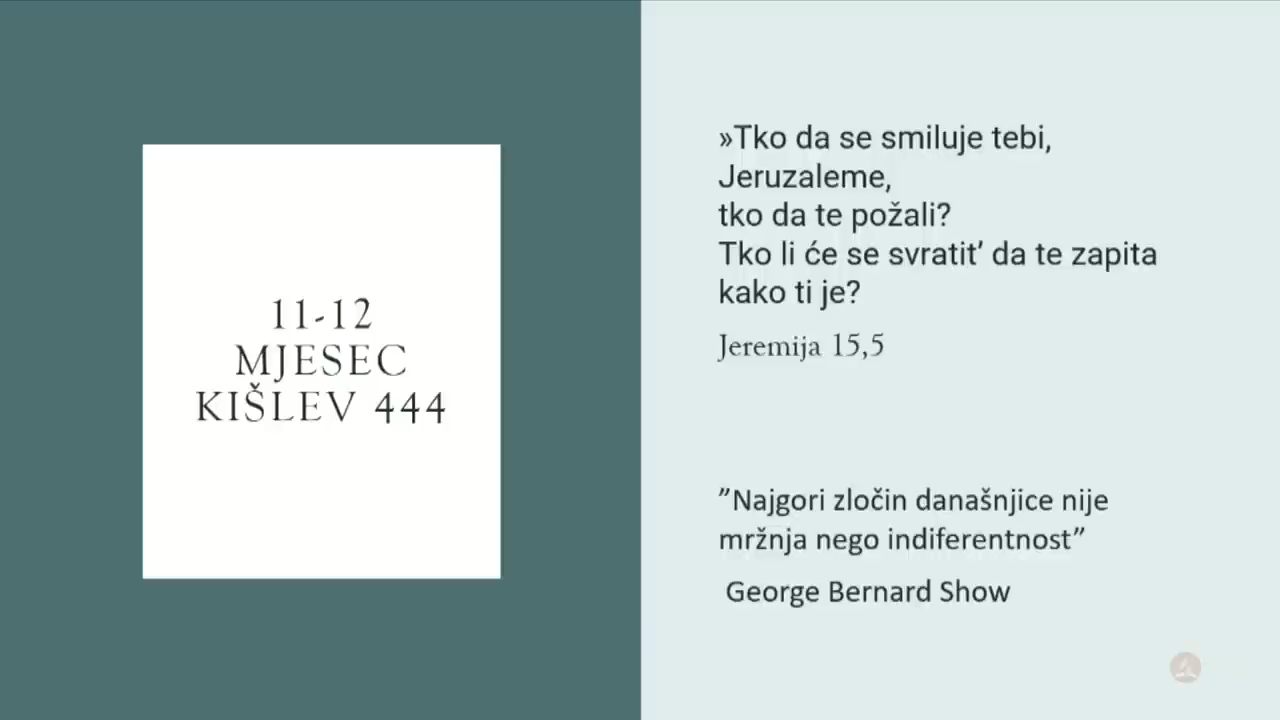 11-12
MJESEC
KIŠLEV 444
»Tko da se smiluje tebi,
Jeruzaleme,
tko da te požali?
Tko li će se svratit’ da te zapita
kako ti je?
Jeremija 15,5
”Najgori zločin današnjice nije
mržnja nego indiferentnost”
George Bernard Show